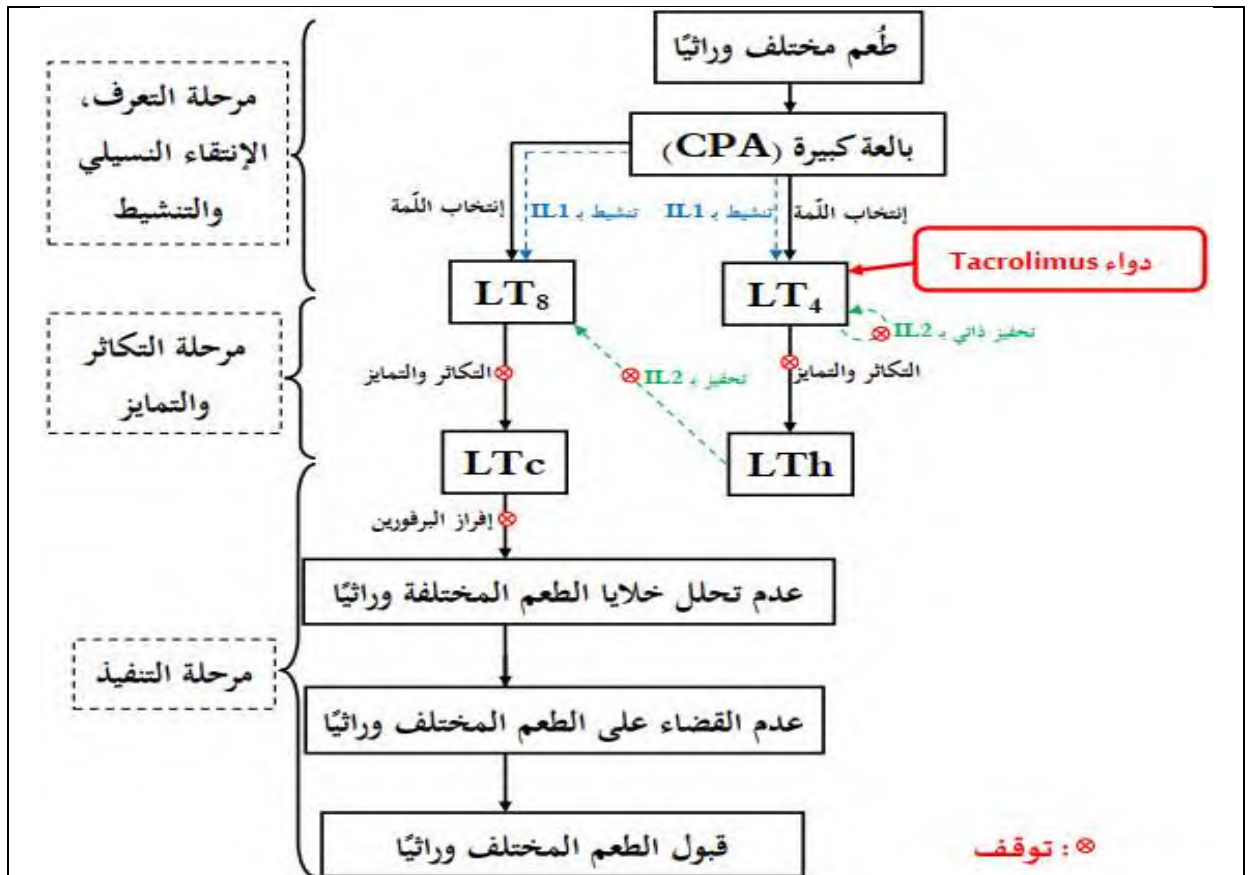 طُعم مختلف وراثيًا
مرحلة التعرف،
الإنتقاء النسيلي
والتنشيط
بالعة كبيرة (CPA)
إنتخاب اللّمة
تنشيط بـ IL1
تنشيط بـ IL1
إنتخاب اللّمة
دواء Tacrolimus
LT8
LT4
تحفيز ذاتي بـ IL2
مرحلة التكاثر
والتمايز
التكاثر والتمايز
تحفيز بـ IL2
التكاثر والتمايز
LTc
LTh
إفراز البرفورين
عدم تحلل خلايا الطعم المختلفة وراثيًا
مرحلة التنفيذ
عدم القضاء على الطعم المختلف وراثيًا
قبول الطعم المختلف وراثيًا
⊗ : توقف